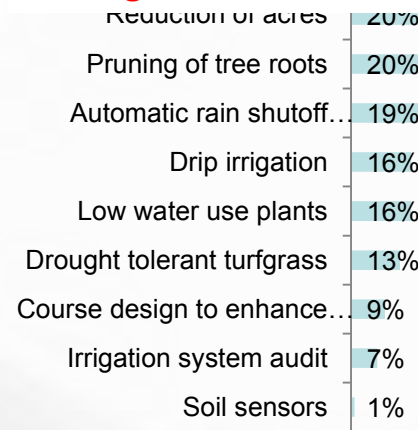 Reduction of acres 20%
Pruning of tree roots 20%
Automatic rain shutoff… 19%
Drip irrigation 16%
Low water use plants 16%
Drought tolerant turfgrass 13%
Course design to enhance… 9%
Irrigation system audit 7%
Soil sensors 1%